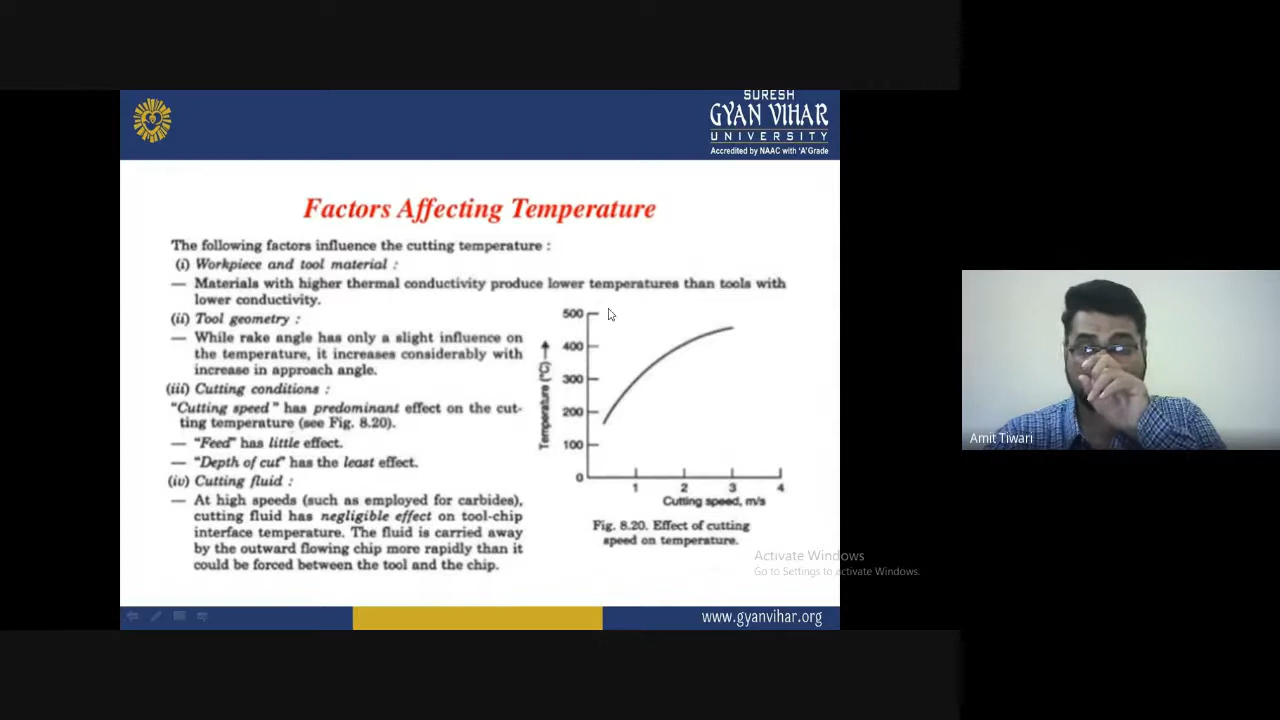 SURESH
GYAN VIHAR
UNIVERSITY
Accredited by NAAC with 'A' Grade
Factors Affecting Temperature
The following factors influence the cutting temperature :
(i) Workpiece and tool material :
— Materials with higher thermal conductivity produce lower temperatures than tools with
lower conductivity.
(ii) Tool geometry :
— While rake angle has only a slight influence on
the temperature, it increases considerably with
increase in approach angle.
(iii) Cutting conditions :
"Cutting speed" has predominant effect on the cut-
ting temperature (see Fig. 8.20).
— "Feed" has little effect.
— "Depth of cut" has the least effect.
(iv) Cutting fluid :
— At high speeds (such as employed for carbides),
cutting fluid has negligible effect on tool-chip
interface temperature. The fluid is carried away
by the outward flowing chip more rapidly than it
could be forced between the tool and the chip.
500
400
300
200
100
0
Temperature (°C)
1 2 3 4
Cutting speed, m/s
Fig. 8.20. Effect of cutting
speed on temperature.
Activate Windows
Go to Settings to activate Windows.
www.gyanvihar.org
Amit Tiwari